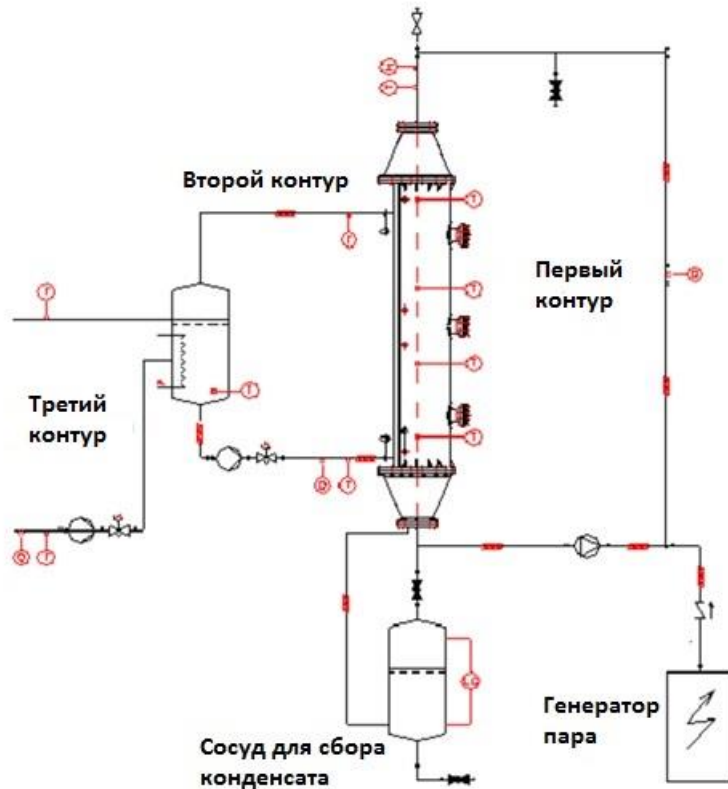 Второй контур
T
T
T
T
Первый
контур
Q
T
T
Третий
контур
T
Q
T
Q
T
T
Генератор
пара
Сосуд для сбора
конденсата